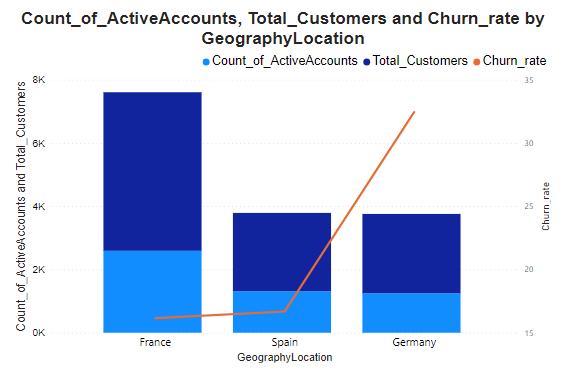 Count_of_ActiveAccounts, Total_Customers and Churn_rate by
GeographyLocation
Count_of_ActiveAccounts Total_Customers Churn_rate
Count_of_ActiveAccounts and Total_Customers
8K
6K
4K
2K
0K
35
30
25
20
15
Churn_rate
France Spain Germany
GeographyLocation